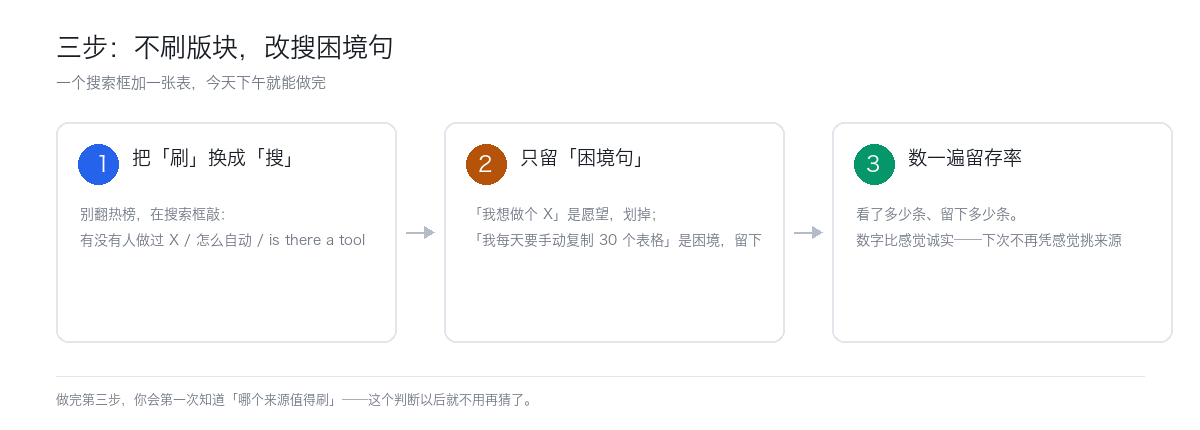 三步：不刷版块，改搜困境句
一个搜索框加一张表，今天下午就能做完
1 把「刷」换成「搜」
别翻热榜，在搜索框敲：
有没有人做过 X / 怎么自动 / is there a tool
2 只留「困境句」
「我想做个 X」是愿望，划掉；
「我每天要手动复制 30 个表格」是困境，留下
3 数一遍留存率
看了多少条、留下多少条。
数字比感觉诚实——下次不再凭感觉挑来源
做完第三步，你会第一次知道「哪个来源值得刷」——这个判断以后就不用再猜了。